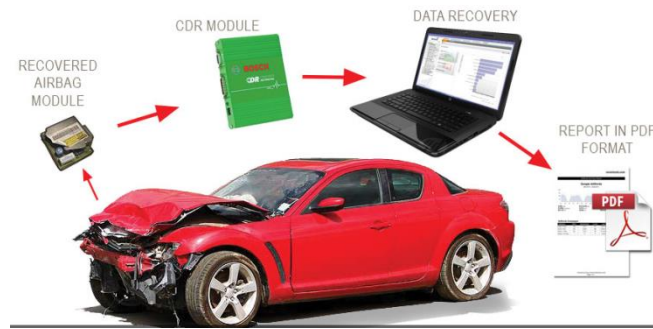 CDR MODULE
DATA RECOVERY
RECOVERED
AIRBAG
MODULE
BOSCH
CDR
REPORT IN PDF
FORMAT
PDF